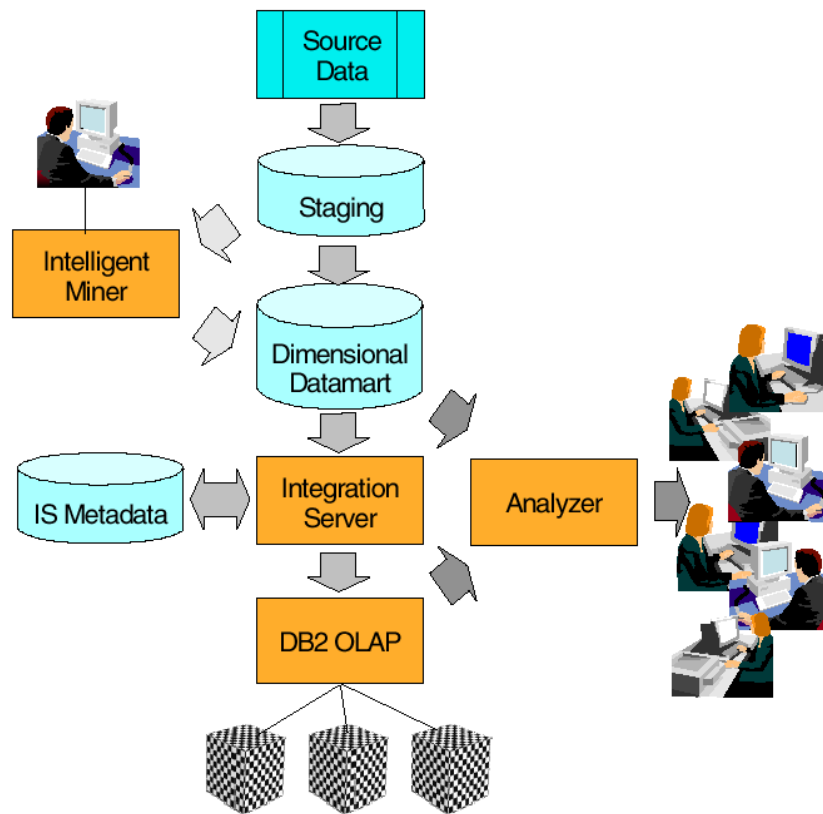 Source
Data
Staging
Intelligent
Miner
Dimensional
Datamart
IS Metadata
Integration
Server
Analyzer
DB2 OLAP